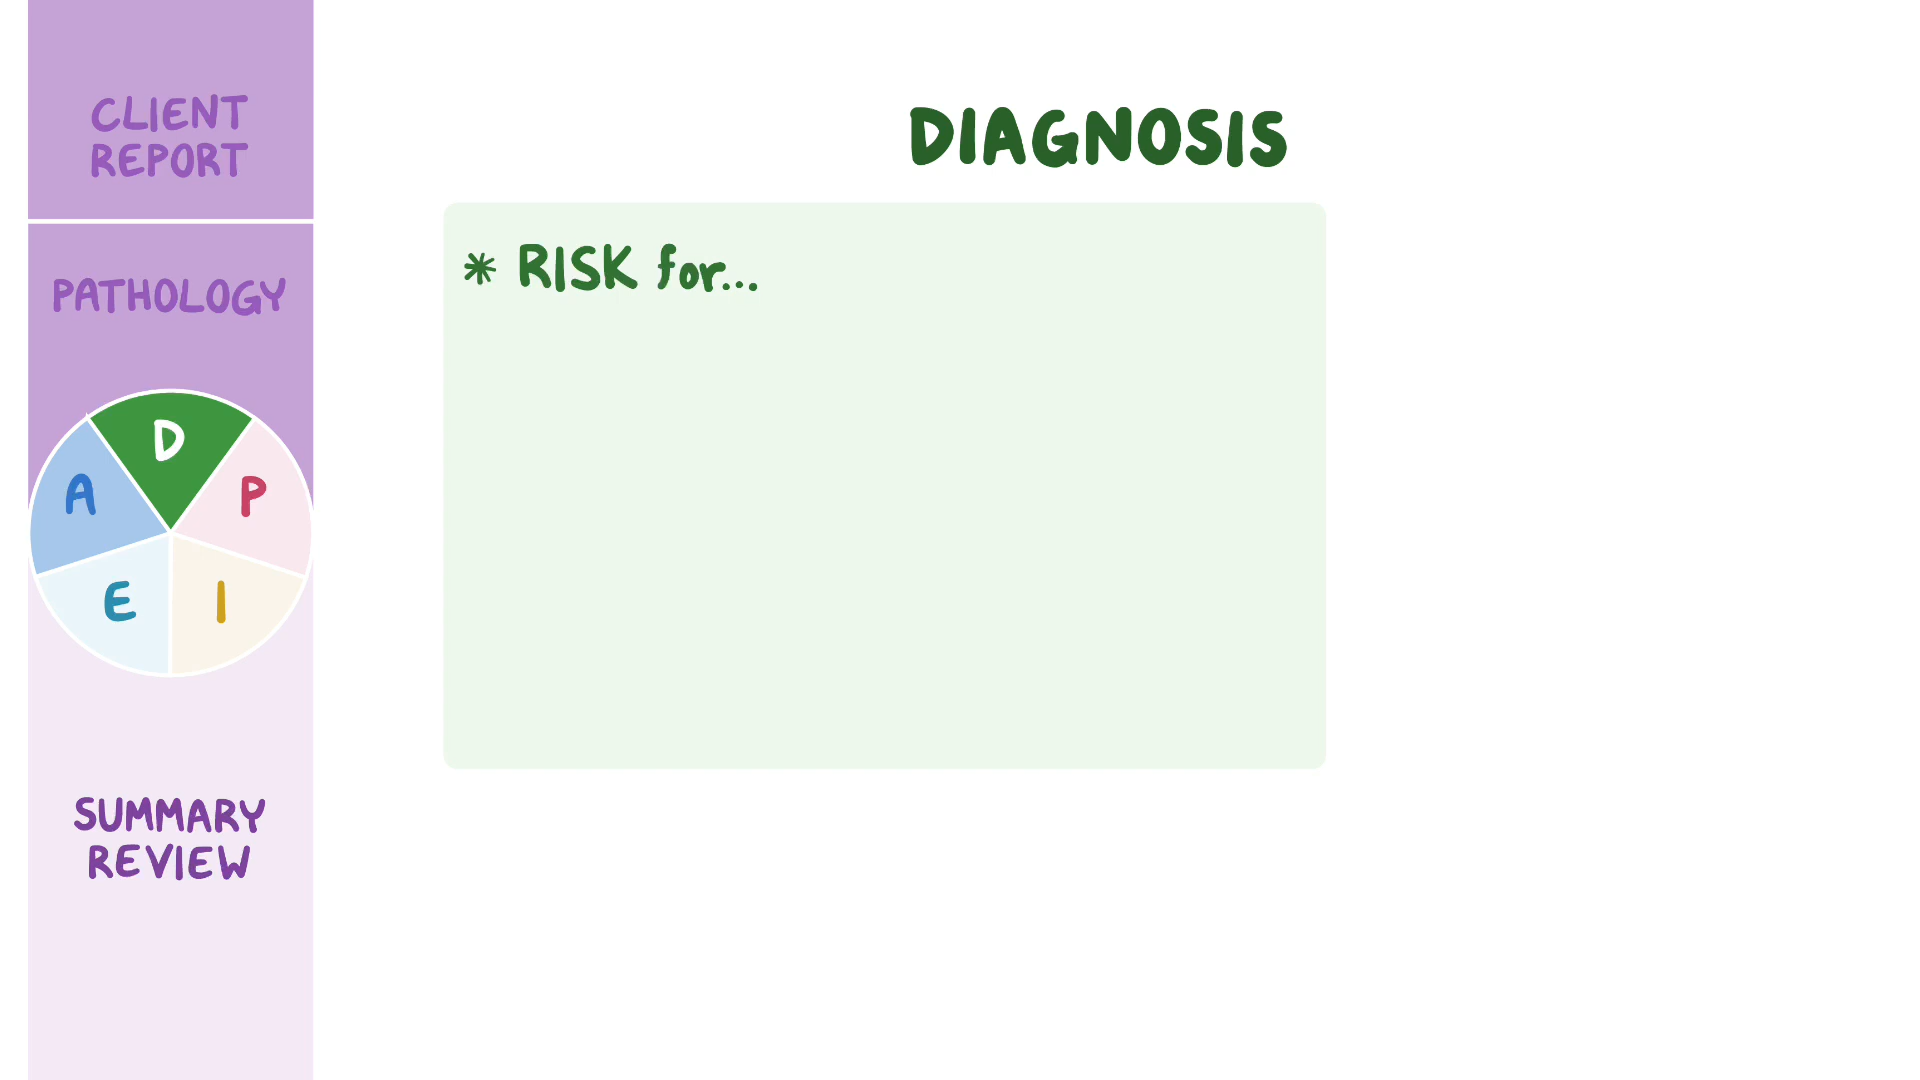 CLIENT
REPORT
PATHOLOGY
D
A
P
E
I
SUMMARY
REVIEW
DIAGNOSIS
* RISK for...